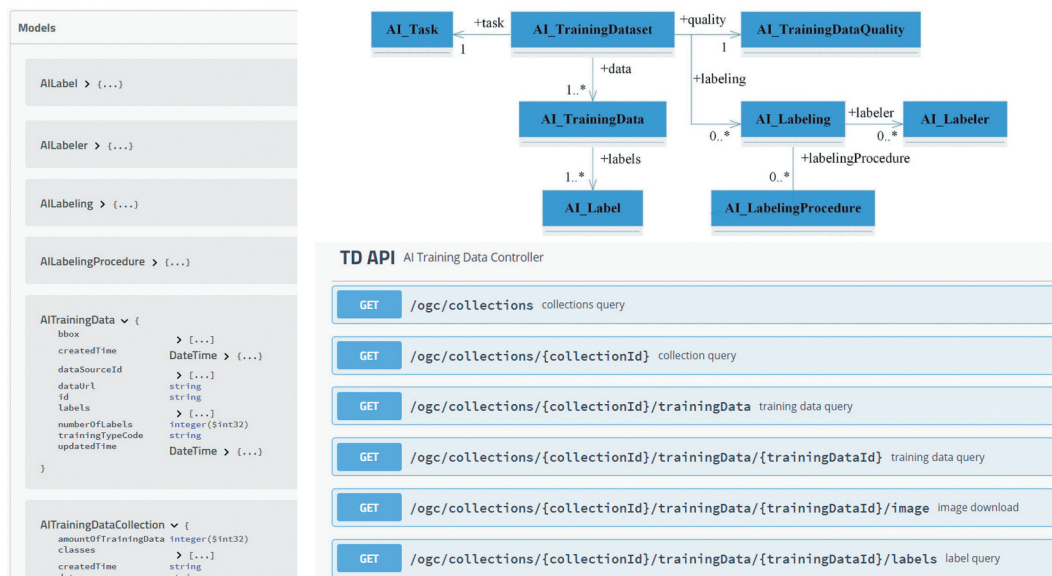 Models
AILabel > {...}
AILabeler > {...}
AILabeling > {...}
AILabelingProcedure > {...}
AITrainingData ⌄ {
bbox > [...]
createdTime DateTime > {...}
dataSourceId > [...]
dataUrl string
id string
labels > [...]
numberOfLabels integer($int32)
trainingTypeCode string
updatedTime DateTime > {...}
}
AITrainingDataCollection ⌄ {
amountOfTrainingData integer($int32)
classes > [...]
createdTime string
AI_Task
+task
1
AI_TrainingDataset
+quality
1
AI_TrainingDataQuality
+data
1..*
+labeling
0..*
AI_TrainingData
AI_Labeling
+labeler
0..*
AI_Labeler
+labels
1..*
+labelingProcedure
0..*
AI_Label
AI_LabelingProcedure
TD API AI Training Data Controller
GET /ogc/collections collections query
GET /ogc/collections/{collectionId} collection query
GET /ogc/collections/{collectionId}/trainingData training data query
GET /ogc/collections/{collectionId}/trainingData/{trainingDataId} training data query
GET /ogc/collections/{collectionId}/trainingData/{trainingDataId}/image image download
GET /ogc/collections/{collectionId}/trainingData/{trainingDataId}/labels label query